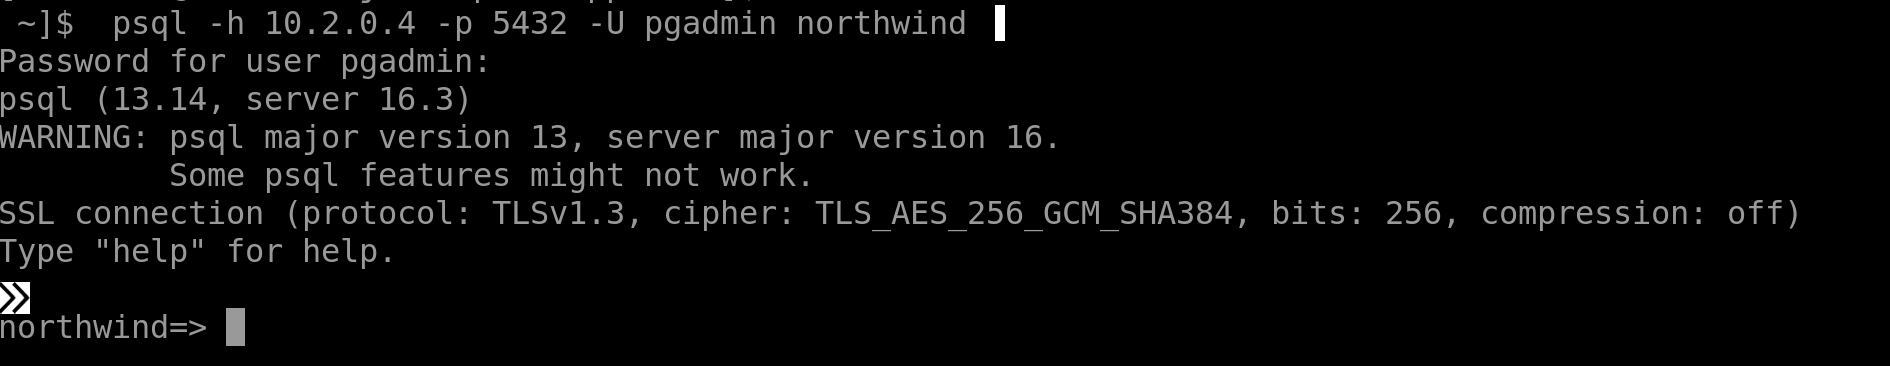 ~]$  psql -h 10.2.0.4 -p 5432 -U pgadmin northwind
Password for user pgadmin:
psql (13.14, server 16.3)
WARNING: psql major version 13, server major version 16.
         Some psql features might not work.
SSL connection (protocol: TLSv1.3, cipher: TLS_AES_256_GCM_SHA384, bits: 256, compression: off)
Type "help" for help.
northwind=>